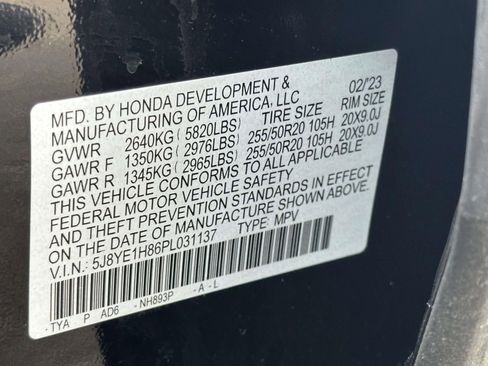 MFD. BY HONDA DEVELOPMENT & 02/'23
MANUFACTURING OF AMERICA, LLC
TIRE SIZE RIM SIZE
GVWR 2640KG (5820LBS)
GAWR F 1350KG (2976LBS) 255/50R20 105H 20X9.0J
GAWR R 1345KG (2965LBS) 255/50R20 105H 20X9.0J
THIS VEHICLE CONFORMS TO ALL APPLICABLE
FEDERAL MOTOR VEHICLE SAFETY
AND THEFT PREVENTION STANDARDS IN EFFECT
ON THE DATE OF MANUFACTURE SHOWN ABOVE.
V.I.N.: 5J8YE1H86PL031137 TYPE: MPV
-TYA P AD6 -NH893P -A -L